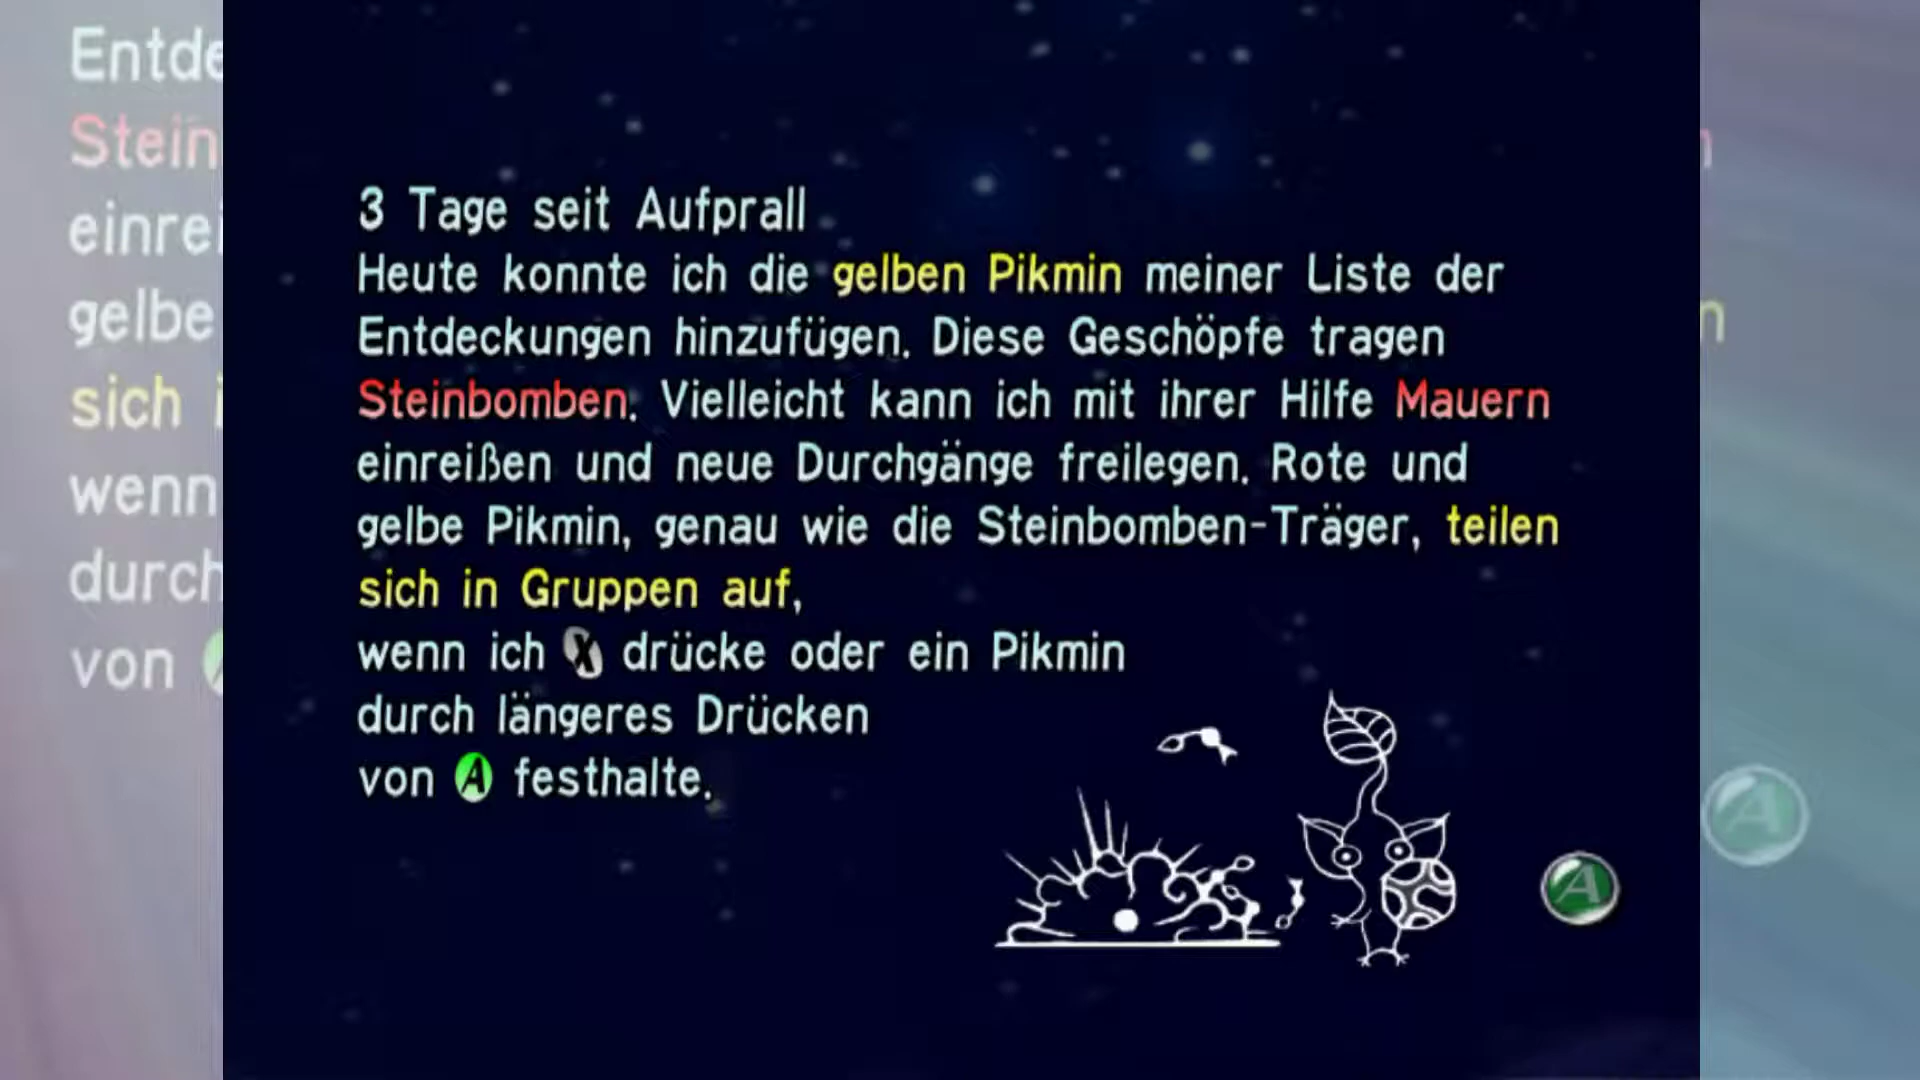 3 Tage seit Aufprall
Heute konnte ich die gelben Pikmin meiner Liste der
Entdeckungen hinzufügen. Diese Geschöpfe tragen
Steinbomben. Vielleicht kann ich mit ihrer Hilfe Mauern
einreißen und neue Durchgänge freilegen. Rote und
gelbe Pikmin, genau wie die Steinbomben-Träger, teilen
sich in Gruppen auf,
wenn ich X drücke oder ein Pikmin
durch längeres Drücken
von A festhalte.
A